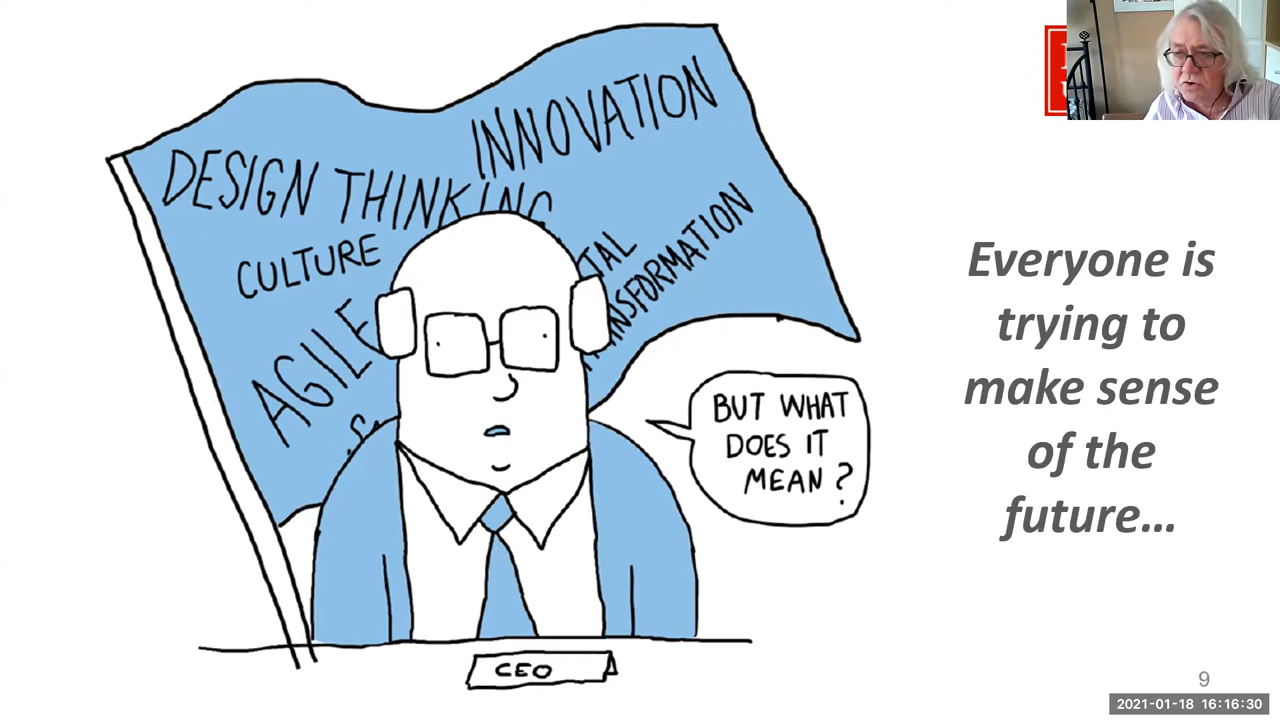 INNOVATION
DESIGN THINKING
CULTURE
AGILE
BUT WHAT
DOES IT
MEAN?
CEO
Everyone is
trying to
make sense
of the
future…
9
2021-01-18 16:16:30